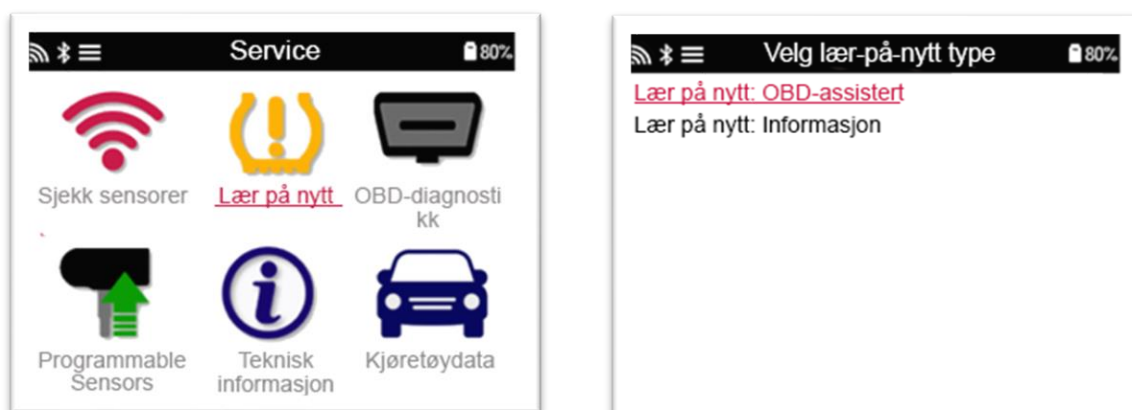 Service
80%
Sjekk sensorer
Lær på nytt
OBD-diagnosti
kk
Programmable
Sensors
Teknisk
informasjon
Kjøretøydata
Velg lær-på-nytt type
80%
Lær på nytt: OBD-assistert
Lær på nytt: Informasjon